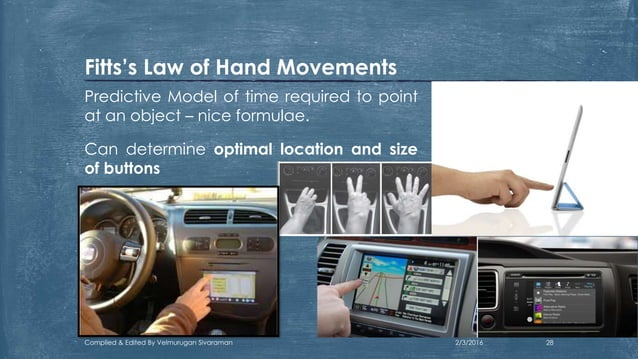 Fitts’s Law of Hand Movements
Predictive Model of time required to point
at an object – nice formulae.
Can determine optimal location and size
of buttons
Complied & Edited By Velmurugan Sivaraman
2/3/2016
28